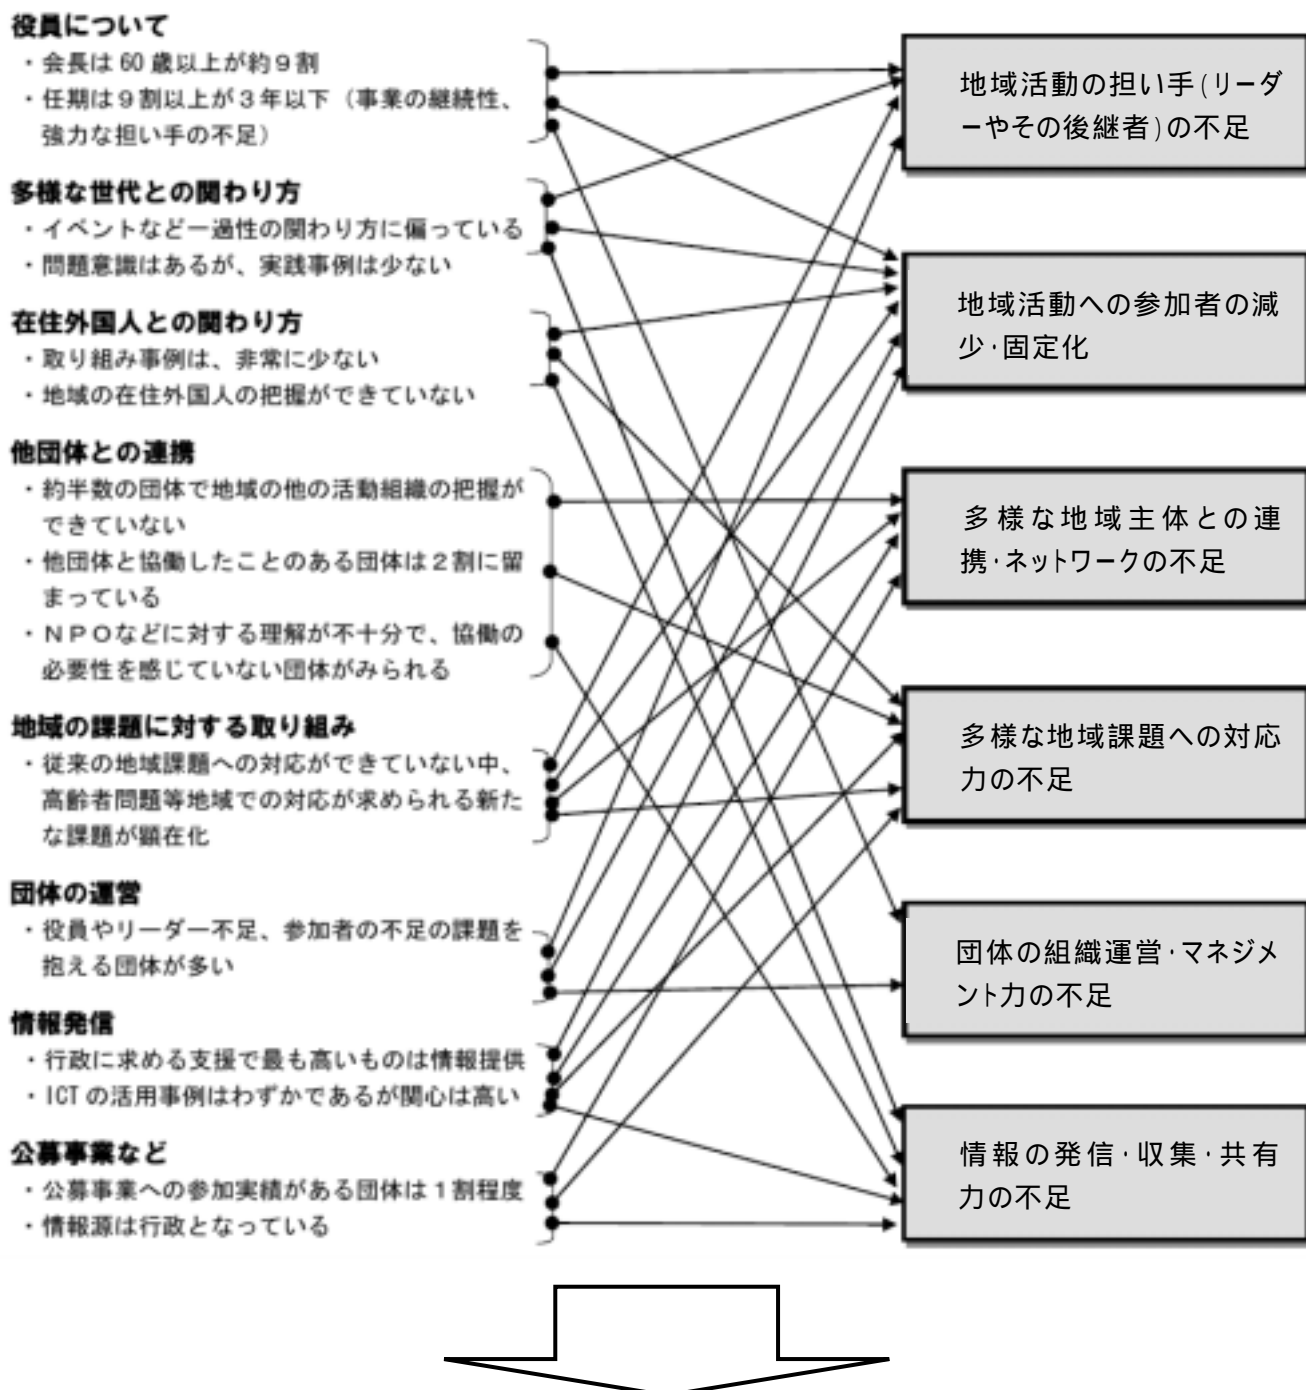 役員について
・会長は 60 歳以上が約９割
・任期は９割以上が３年以下（事業の継続性、
強力な担い手の不足）
多様な世代との関わり方
・イベントなど一過性の関わり方に偏っている
・問題意識はあるが、実践事例は少ない
在住外国人との関わり方
・取り組み事例は、非常に少ない
・地域の在住外国人の把握ができていない
他団体との連携
・約半数の団体で地域の他の活動組織の把握が
できていない
・他団体と協働したことのある団体は２割に留
まっている
・ＮＰＯなどに対する理解が不十分で、協働の
必要性を感じていない団体がみられる
地域の課題に対する取り組み
・従来の地域課題への対応ができていない中、
高齢者問題等地域での対応が求められる新た
な課題が顕在化
団体の運営
・役員やリーダー不足、参加者の不足の課題を
抱える団体が多い
情報発信
・行政に求める支援で最も高いものは情報提供
・ICT の活用事例はわずかであるが関心は高い
公募事業など
・公募事業への参加実績がある団体は１割程度
・情報源は行政となっている
地域活動の担い手(リーダ
ーやその後継者)の不足
地域活動への参加者の減
少・固定化
多様な地域主体との連
携・ネットワークの不足
多様な地域課題への対応
力の不足
団体の組織運営・マネジメ
ント力の不足
情報の発信・収集・共有
力の不足